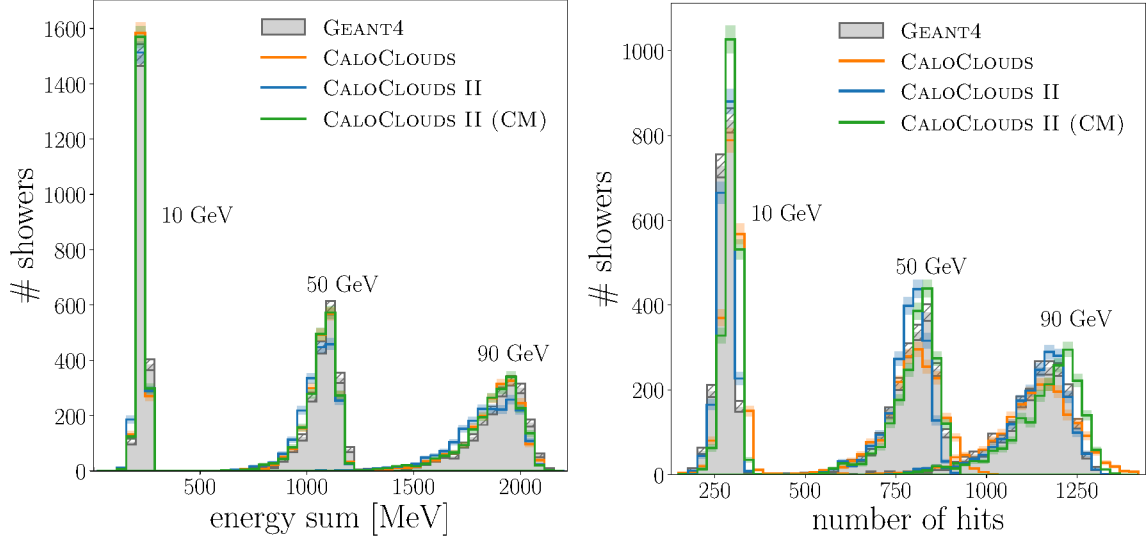 1600
1400
1200
1000
800
600
400
200
0
# showers
GEANT4
CALOCLOUDS
CALOCLOUDS II
CALOCLOUDS II (CM)
10 GeV
50 GeV
90 GeV
500
1000
1500
2000
energy sum [MeV]
1000
800
600
400
200
0
# showers
GEANT4
CALOCLOUDS
CALOCLOUDS II
CALOCLOUDS II (CM)
10 GeV
50 GeV
90 GeV
250
500
750
1000
1250
number of hits